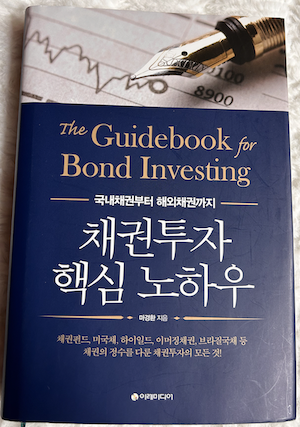 8100
8900
The Guidebook for
Bond Investing
국내채권부터 해외채권까지
채권투자
핵심 노하우
마경환 지음
채권펀드, 미국채, 하이일드, 이머징채권, 브라질국채 등
채권의 정수를 다룬 채권투자의 모든 것!
이레미디어